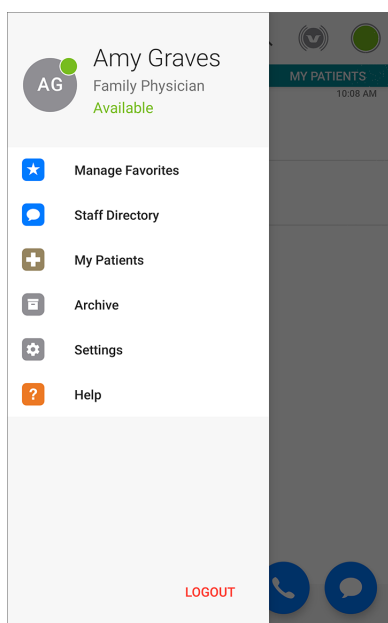 AG
Amy Graves
Family Physician
Available
MY PATIENTS
10:08 AM
Manage Favorites
Staff Directory
My Patients
Archive
Settings
? Help
LOGOUT